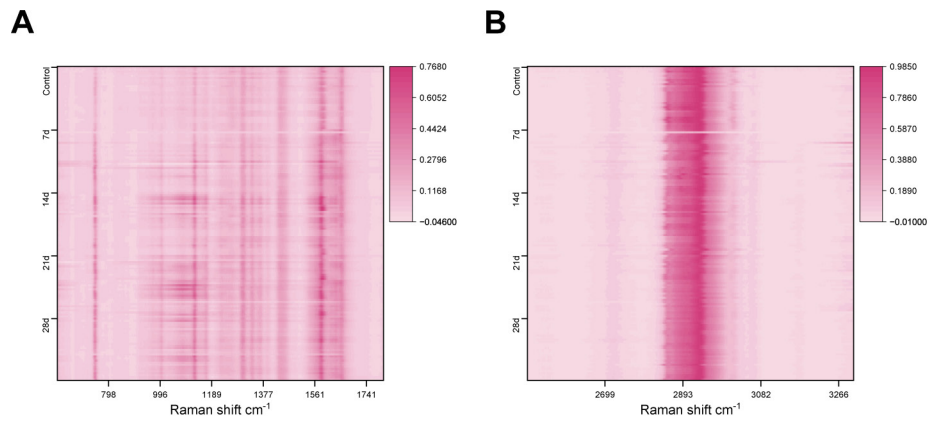 A
B
Control
7d
14d
21d
28d
798
996
1189
1377
1561
1741
Raman shift cm⁻¹
0.7680
0.6052
0.4424
0.2796
0.1168
−0.04600
Control
7d
14d
21d
28d
2699
2893
3082
3266
Raman shift cm⁻¹
0.9850
0.7860
0.5870
0.3880
0.1890
−0.01000